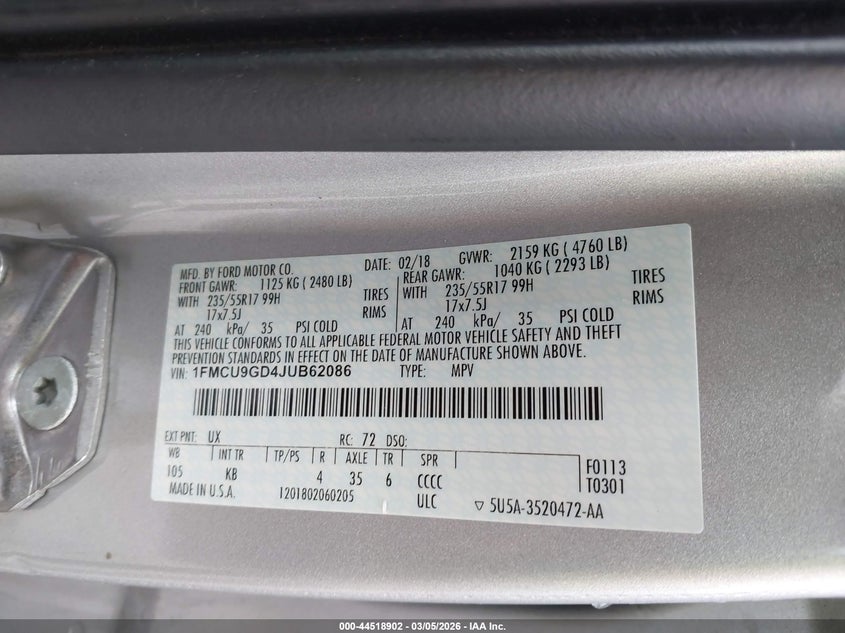 MFD. BY FORD MOTOR CO. DATE: 02/18 GVWR: 2159 KG ( 4760 LB)
FRONT GAWR: 1125 KG ( 2480 LB) REAR GAWR: 1040 KG ( 2293 LB)
WITH 235/55R17 99H TIRES WITH 235/55R17 99H TIRES
17x7.5J RIMS 17x7.5J RIMS
AT 240 kPa/ 35 PSI COLD AT 240 kPa/ 35 PSI COLD
THIS VEHICLE CONFORMS TO ALL APPLICABLE FEDERAL MOTOR VEHICLE SAFETY AND THEFT
PREVENTION STANDARDS IN EFFECT ON THE DATE OF MANUFACTURE SHOWN ABOVE.
VIN: 1FMCU9GD4JUB62086 TYPE: MPV
EXT PNT: UX RC: 72 DSO:
WB INT TR TP/PS R AXLE TR SPR F0113
105 KB 4 35 6 CCCC T0301
MADE IN U.S.A. 1201802060205 ULC ▽ 5U5A-3520472-AA
000-44518902 - 03/05/2026 - IAA Inc.